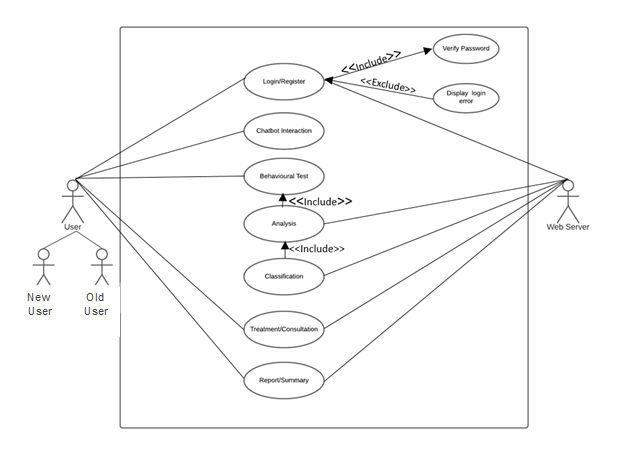 Verify Password
<<Include>>
Login/Register
<<Exclude>>
Display login
error
Chatbot Interaction
Behavioural Test
<<Include>>
User
Analysis
Web Server
<<Include>>
Classification
New
User
Old
User
Treatment/Consultation
Report/Summary